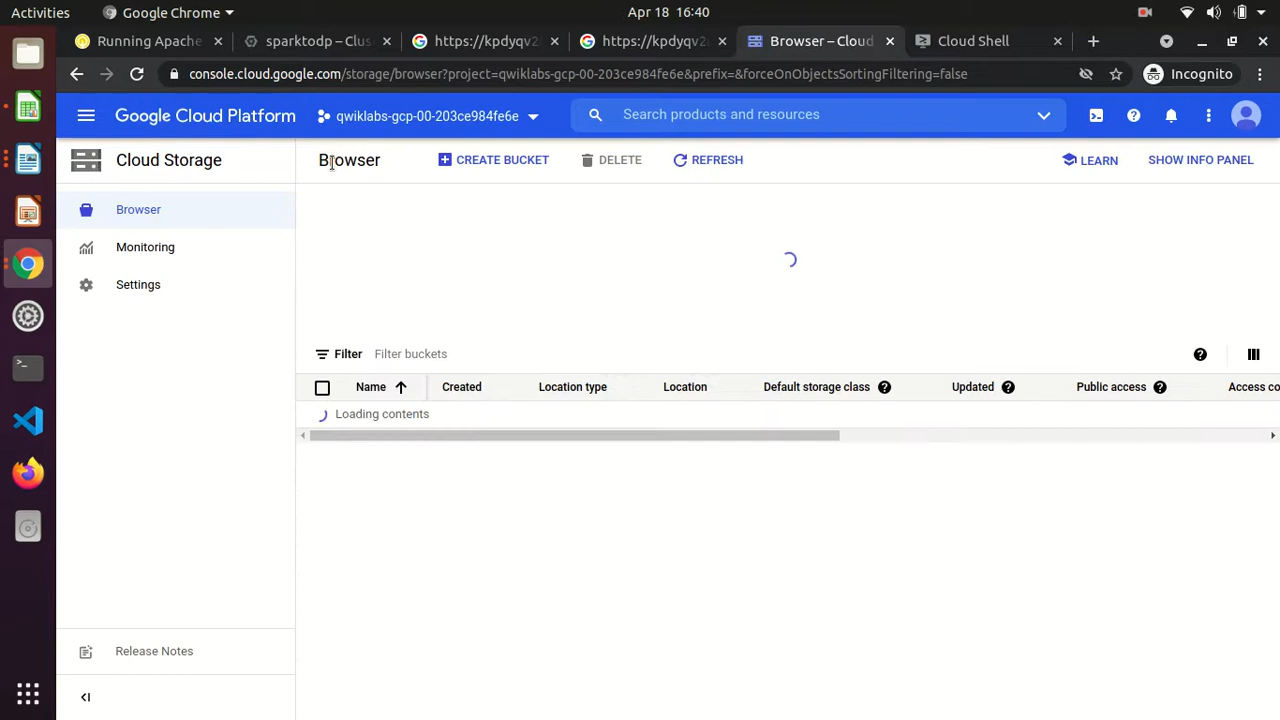 Activities
Google Chrome
Apr 18 16:40
Running Apache
sparktodp – Clus
https://kpdyqv2
https://kpdyqv2
Browser – Cloud
Cloud Shell
console.cloud.google.com/storage/browser?project=qwiklabs-gcp-00-203ce984fe6e&prefix=&forceOnObjectsSortingFiltering=false
Incognito
Google Cloud Platform
qwiklabs-gcp-00-203ce984fe6e
Search products and resources
Cloud Storage
Browser
CREATE BUCKET
DELETE
REFRESH
LEARN
SHOW INFO PANEL
Browser
Monitoring
Settings
Filter
Filter buckets
Name
Created
Location type
Location
Default storage class
Updated
Public access
Access co
Loading contents
Release Notes